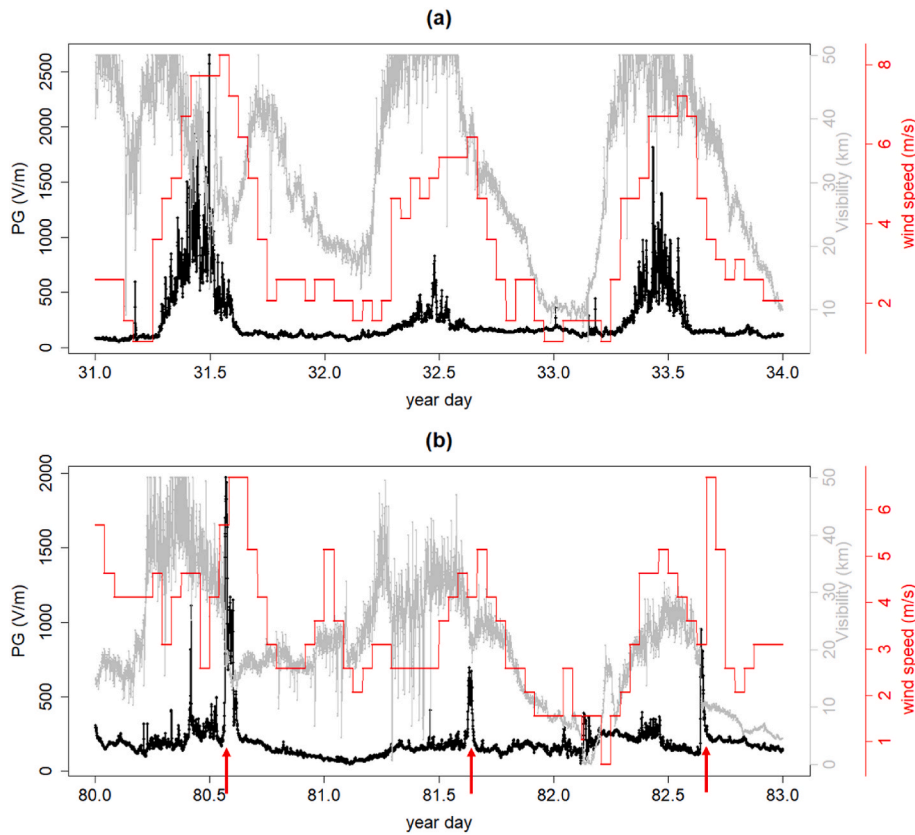 (a)
PG (V/m)
0 500 1000 1500 2000 2500
31.0 31.5 32.0 32.5 33.0 33.5 34.0
year day
10 20 30 40 50
Visibility (km)
2 4 6 8
wind speed (m/s)
(b)
PG (V/m)
0 500 1000 1500 2000
80.0 80.5 81.0 81.5 82.0 82.5 83.0
year day
0 10 20 30 40 50
Visibility (km)
1 2 3 4 5 6
wind speed (m/s)